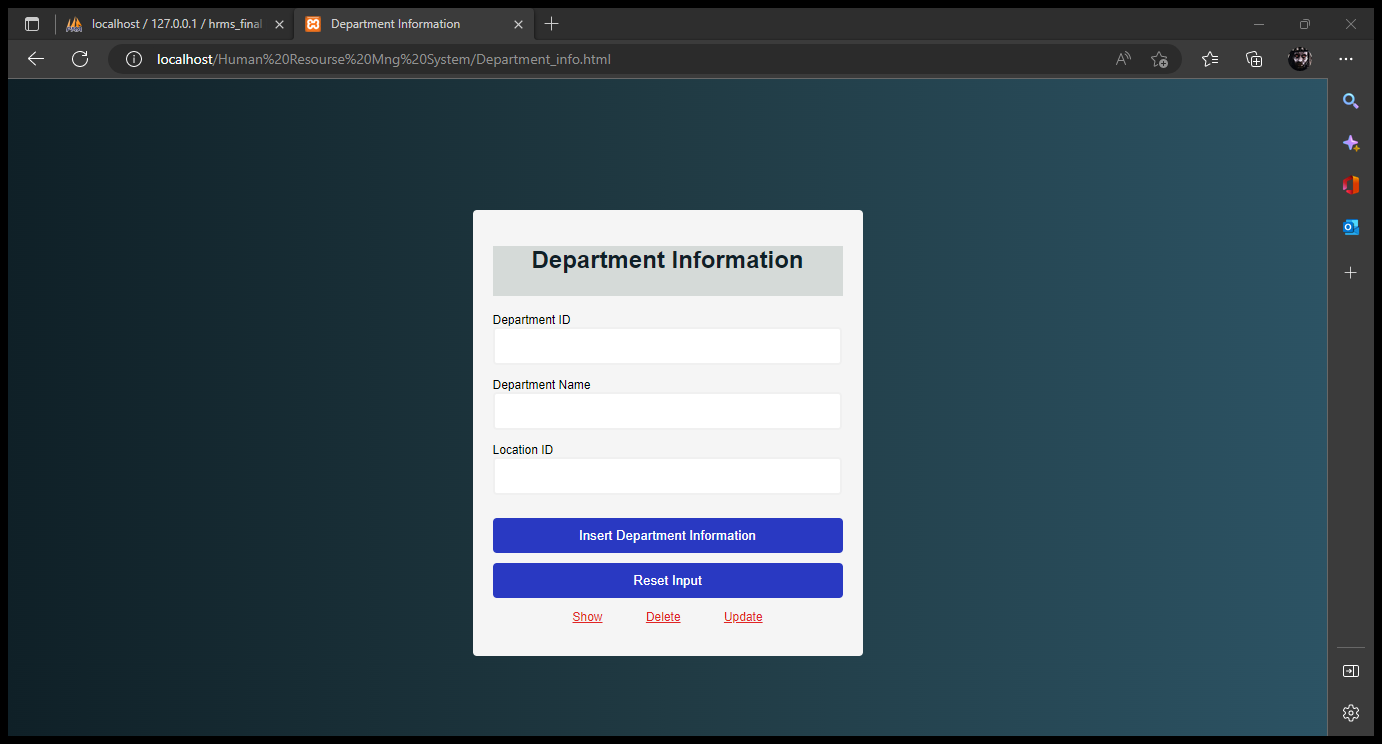 localhost / 127.0.0.1 / hrms_final
Department Information
localhost/Human%20Resourse%20Mng%20System/Department_info.html
Department Information
Department ID
Department Name
Location ID
Insert Department Information
Reset Input
Show Delete Update